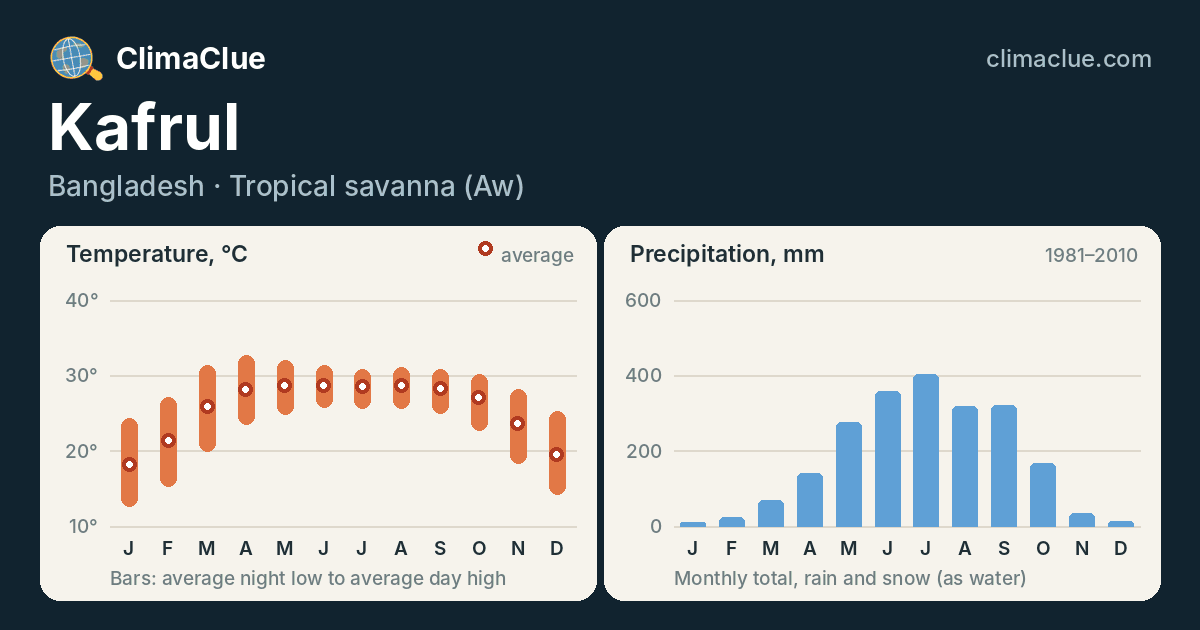 ClimaClue
climaclue.com
Kafrul
Bangladesh · Tropical savanna (Aw)
Temperature, °C
average
40°
30°
20°
10°
J F M A M J J A S O N D
Bars: average night low to average day high
Precipitation, mm
1981–2010
600
400
200
0
J F M A M J J A S O N D
Monthly total, rain and snow (as water)